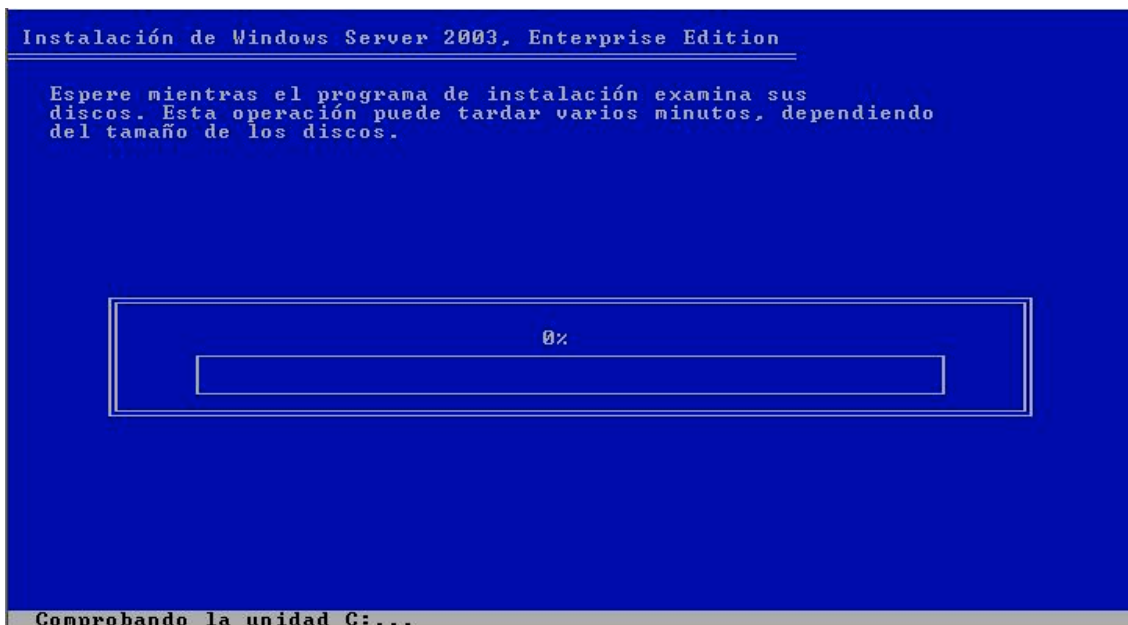 Instalación de Windows Server 2003, Enterprise Edition
Espere mientras el programa de instalación examina sus
discos. Esta operación puede tardar varios minutos, dependiendo
del tamaño de los discos.
0%
Comprobando la unidad C:...